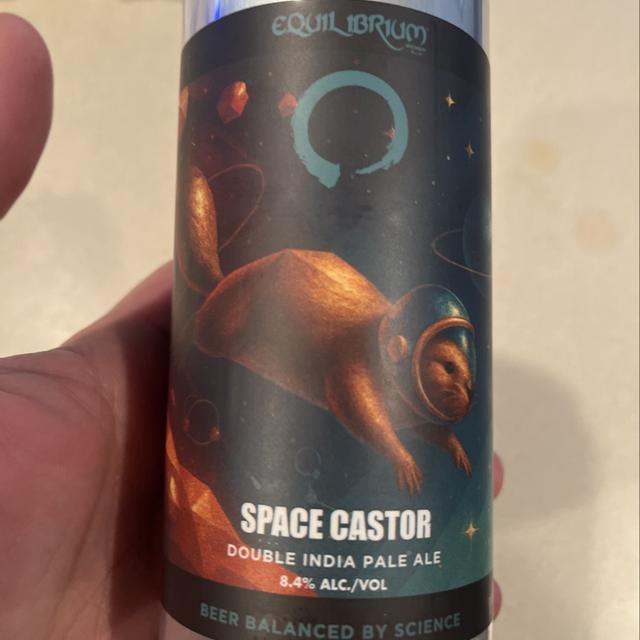 EQUILIBRIUM
SPACE CASTOR
DOUBLE INDIA PALE ALE
8.4% ALC./VOL
BEER BALANCED BY SCIENCE